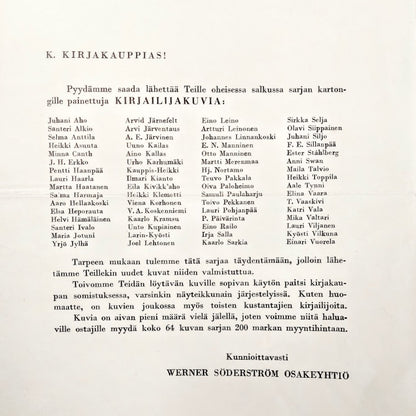 K. KIRJAKAUPPIAS!
Pyydämme saada lähettää Teille oheisessa salkussa sarjan karton-
gille painettuja KIRJAILIJAKUVIA:
Juhani Aho Arvid Järnefelt Eino Leino Sirkka Selja
Santeri Alkio Arvi Järventaus Artturi Leinonen Olavi Siippainen
Selma Anttila A. E. Järvinen Johannes Linnankoski Juhani Siljo
Heikki Asunta Uuno Kailas E. N. Manninen F. E. Sillanpää
Minna Canth Aino Kallas Otto Manninen Ester Ståhlberg
J. H. Erkko Urho Karhumäki Martti Merenmaa Anni Swan
Pentti Haanpää Kauppis-Heikki Hj. Nortamo Maila Talvio
Lauri Haarla Ilmari Kianto Teuvo Pakkala Heikki Toppila
Martta Haatanen Eila Kivikk'aho Oiva Paloheimo Aale Tynni
Saima Harmaja Heikki Klemetti Samuli Paulaharju Elina Vaara
Aaro Hellaakoski Viena Korhonen Toivo Pekkanen T. Vaaskivi
Elsa Heporauta V. A. Koskenniemi Lauri Pohjanpää Katri Vala
Helvi Hämäläinen Kaarlo Kramsu P. Päivärinta Mika Valtari
Santeri Ivalo Unto Kupiainen Eino Railo Lauri Viljanen
Maria Jotuni Larin-Kyösti Irja Salla Kyösti Vilkuna
Yrjö Jylhä Joel Lehtonen Kaarlo Sarkia Einari Vuorela
Tarpeen mukaan tulemme tätä sarjaa täydentämään, jolloin lähe-
tämme Teillekin uudet kuvat niiden valmistuttua.
Toivomme Teidän löytävän kuville sopivan käytön paitsi kirjakau-
pan somistuksessa, varsinkin näyteikkunain järjestelyissä. Kuten huo-
maatte, on kuvien joukossa myös toisten kustantajien kirjailijoita.
Kuvia on aivan pieni määrä vielä jäljellä, joten voimme niitä halua-
ville ostajille myydä koko 64 kuvan sarjan 200 markan myyntihintaan.
Kunnioittavasti
WERNER SÖDERSTRÖM OSAKEYHTIÖ